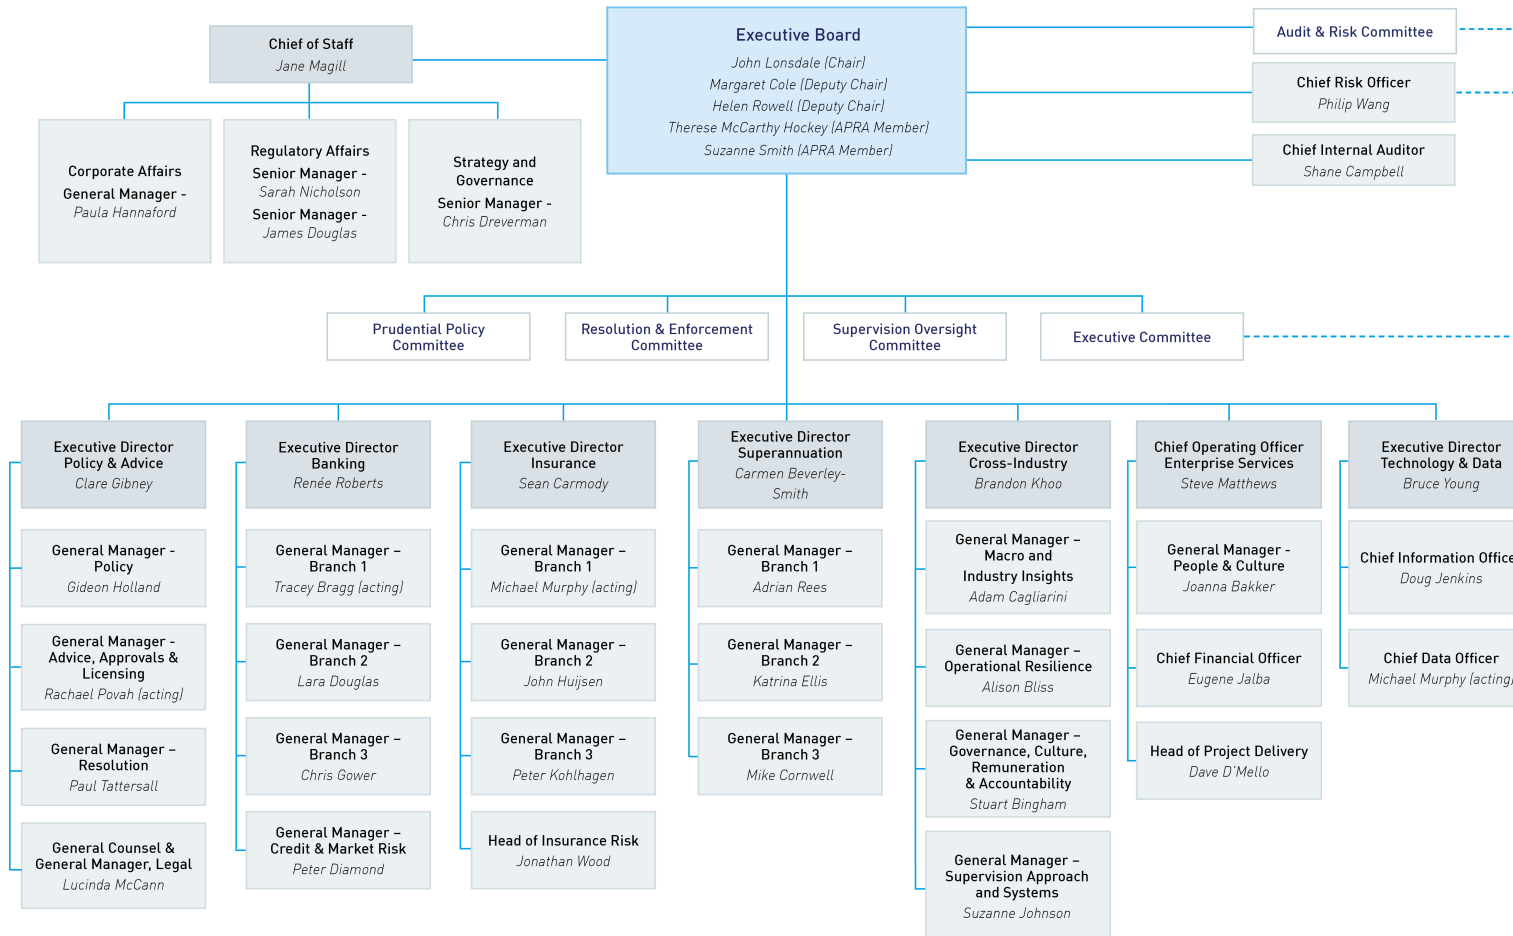 Chief of Staff
Jane Magill
Executive Board
John Lonsdale (Chair)
Margaret Cole (Deputy Chair)
Helen Rowell (Deputy Chair)
Therese McCarthy Hockey (APRA Member)
Suzanne Smith (APRA Member)
Audit & Risk Committee
Chief Risk Officer
Philip Wang
Chief Internal Auditor
Shane Campbell
Corporate Affairs
General Manager -
Paula Hannaford
Regulatory Affairs
Senior Manager -
Sarah Nicholson
Senior Manager -
James Douglas
Strategy and
Governance
Senior Manager -
Chris Dreverman
Prudential Policy
Committee
Resolution & Enforcement
Committee
Supervision Oversight
Committee
Executive Committee
Executive Director
Policy & Advice
Clare Gibney
General Manager -
Policy
Gideon Holland
General Manager -
Advice, Approvals &
Licensing
Rachael Povah (acting)
General Manager –
Resolution
Paul Tattersall
General Counsel &
General Manager, Legal
Lucinda McCann
Executive Director
Banking
Renée Roberts
General Manager –
Branch 1
Tracey Bragg (acting)
General Manager –
Branch 2
Lara Douglas
General Manager –
Branch 3
Chris Gower
General Manager –
Credit & Market Risk
Peter Diamond
Executive Director
Insurance
Sean Carmody
General Manager –
Branch 1
Michael Murphy (acting)
General Manager –
Branch 2
John Huijsen
General Manager –
Branch 3
Peter Kohlhagen
Head of Insurance Risk
Jonathan Wood
Executive Director
Superannuation
Carmen Beverley-
Smith
General Manager –
Branch 1
Adrian Rees
General Manager –
Branch 2
Katrina Ellis
General Manager –
Branch 3
Mike Cornwell
Executive Director
Cross-Industry
Brandon Khoo
General Manager –
Macro and
Industry Insights
Adam Cagliarini
General Manager –
Operational Resilience
Alison Bliss
General Manager –
Governance, Culture,
Remuneration
& Accountability
Stuart Bingham
General Manager –
Supervision Approach
and Systems
Suzanne Johnson
Chief Operating Officer
Enterprise Services
Steve Matthews
General Manager -
People & Culture
Joanna Bakker
Chief Financial Officer
Eugene Jalba
Head of Project Delivery
Dave D'Mello
Executive Director
Technology & Data
Bruce Young
Chief Information Office
Doug Jenkins
Chief Data Officer
Michael Murphy (acting)